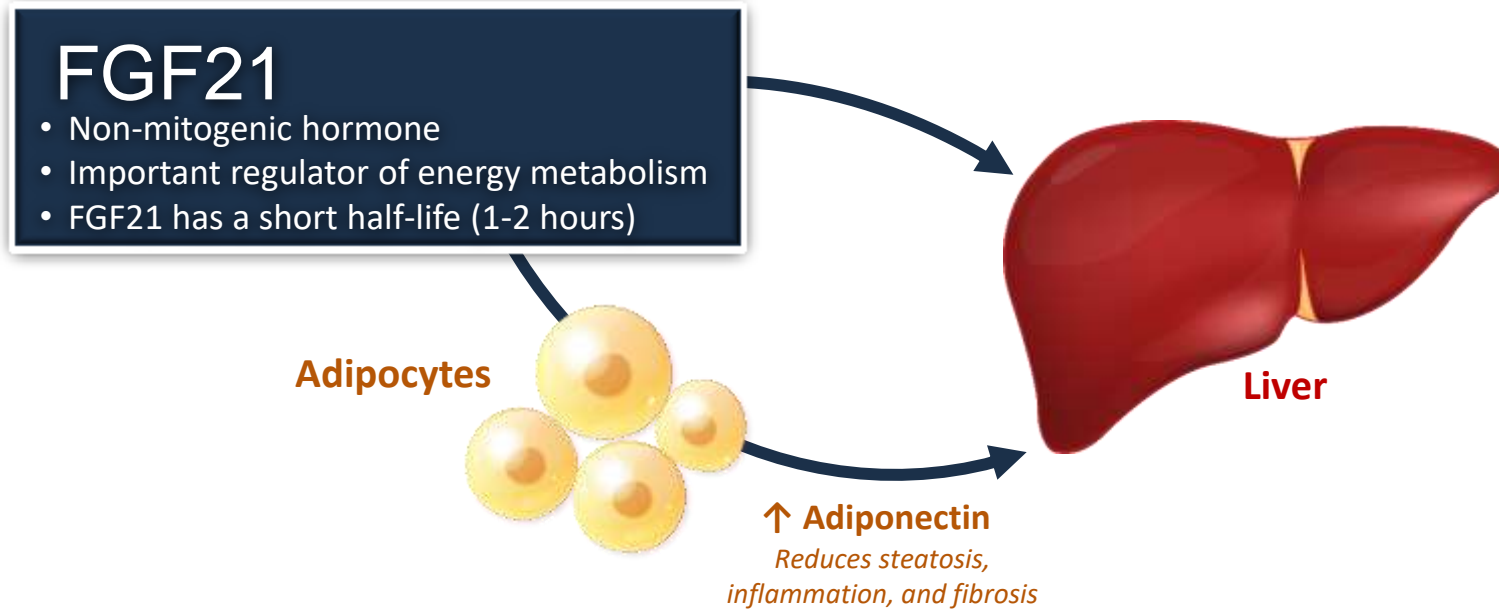 FGF21
• Non-mitogenic hormone
• Important regulator of energy metabolism
• FGF21 has a short half-life (1-2 hours)
Adipocytes
Liver
↑ Adiponectin
Reduces steatosis,
inflammation, and fibrosis